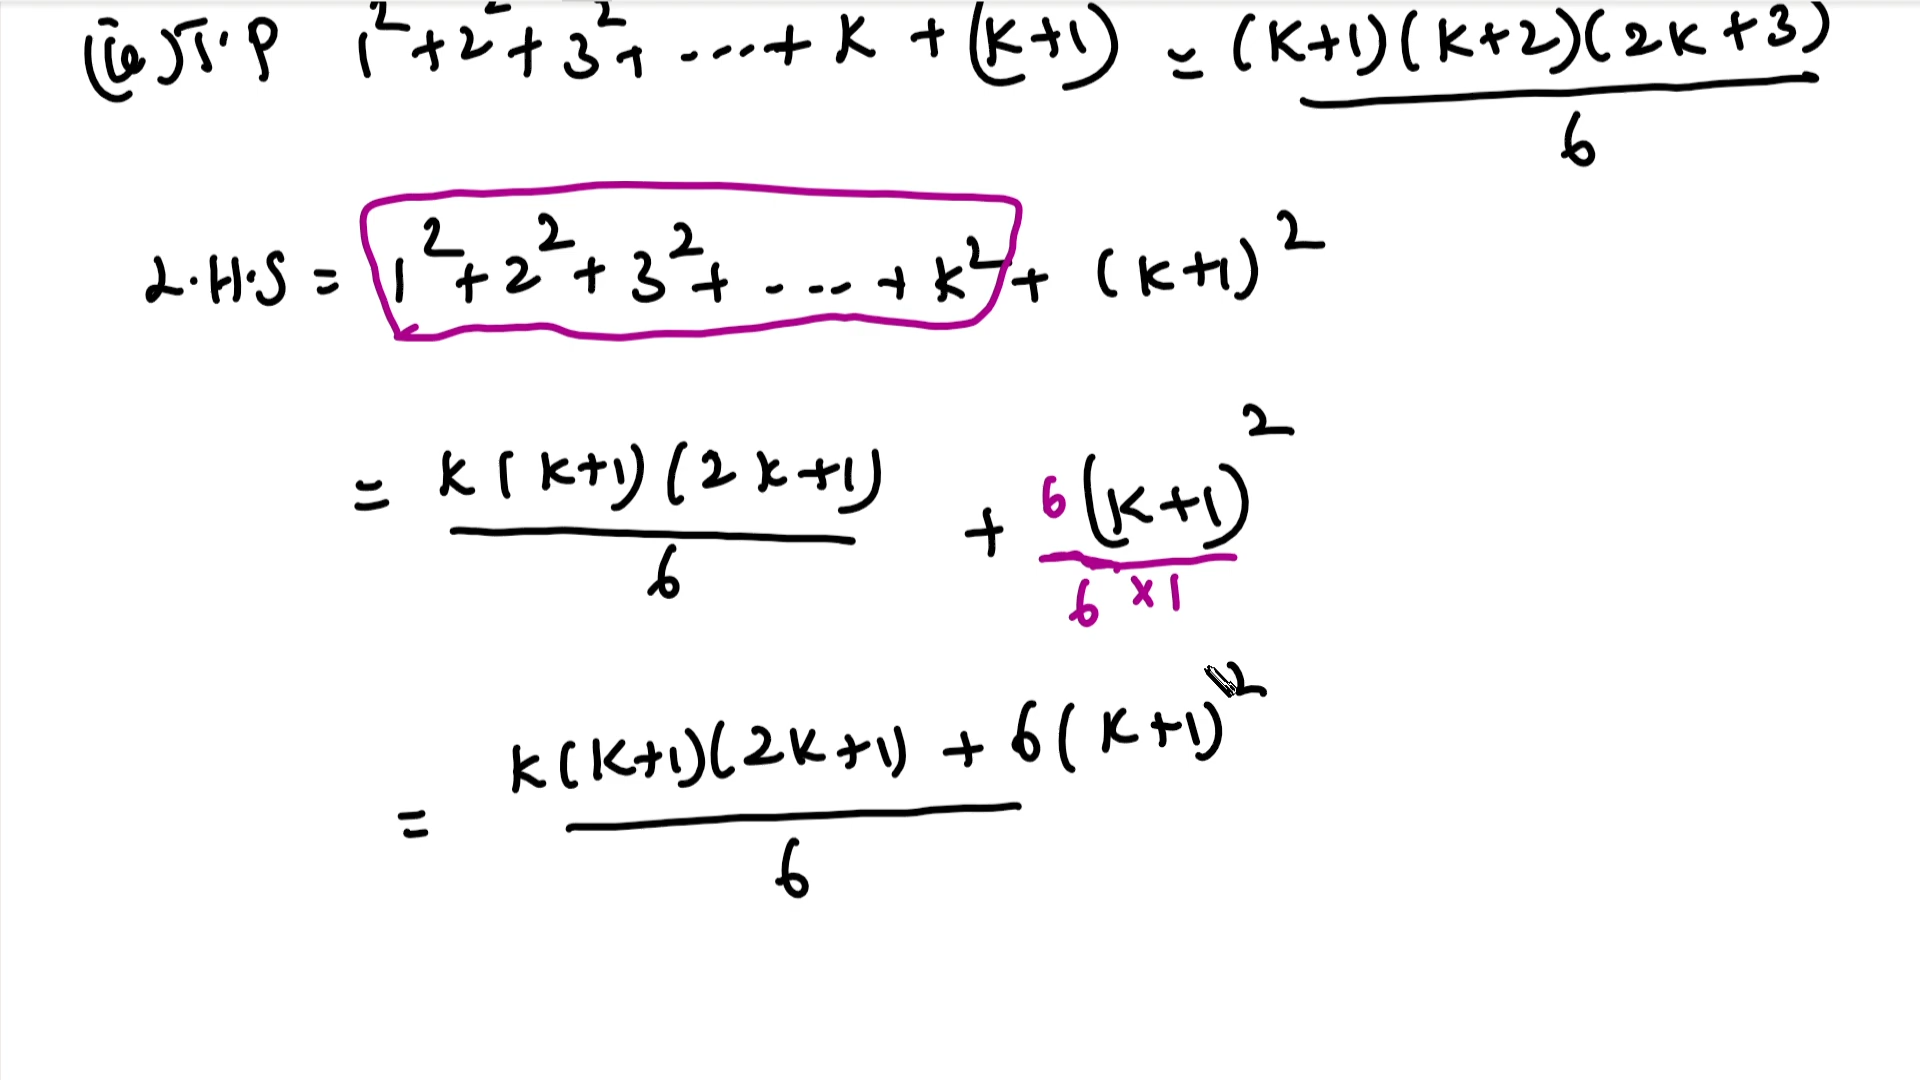 (ie) T.P 1²+2²+3²+ ....+ K + (K+1) = (K+1)(K+2)(2K+3)
6
L.H.S = 1²+2²+3²+ - --- + k² + (k+1)²
= k(k+1)(2k+1) + 6(k+1)²
6 6×1
= k(k+1)(2k+1) + 6(k+1)²
6